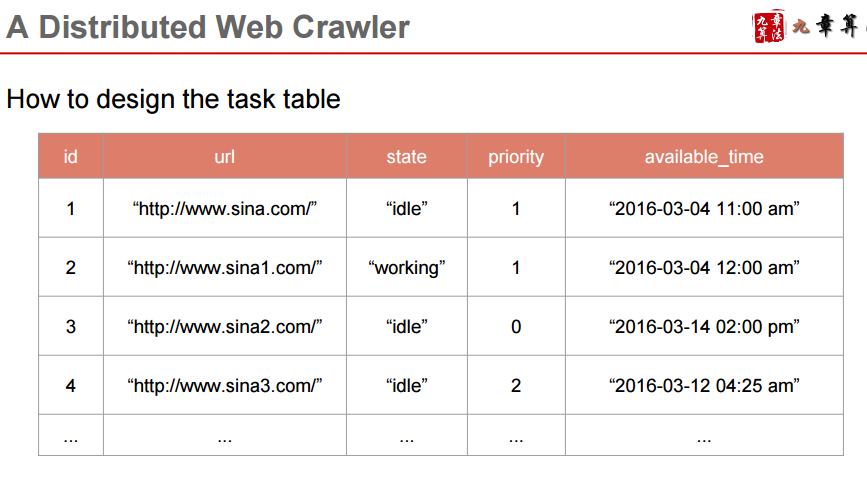 A Distributed Web Crawler
九章算法
九章算
How to design the task table
id url state priority available_time
1 “http://www.sina.com/” “idle” 1 “2016-03-04 11:00 am”
2 “http://www.sina1.com/” “working” 1 “2016-03-04 12:00 am”
3 “http://www.sina2.com/” “idle” 0 “2016-03-14 02:00 pm”
4 “http://www.sina3.com/” “idle” 2 “2016-03-12 04:25 am”
... ... ... ... ...